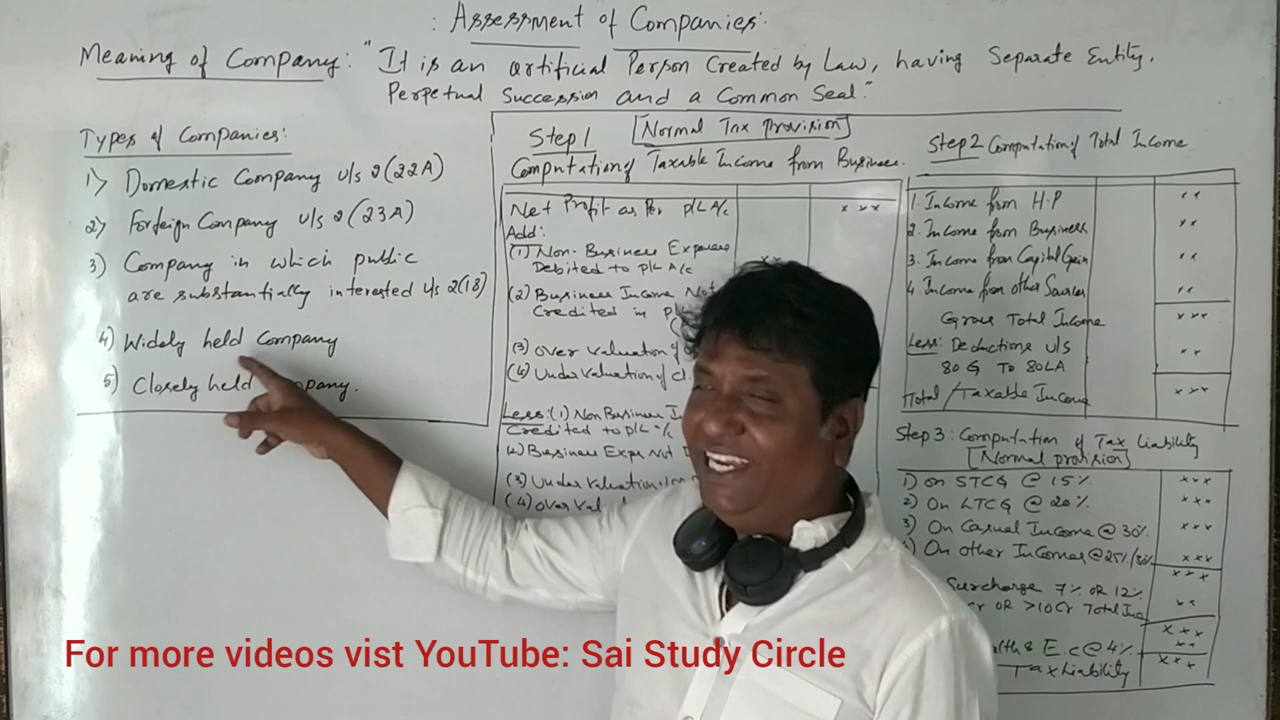 : Assessment of Companies:
Meaning of Company: "It is an artificial Person Created by Law, having Separate Entity,
Perpetual Succession and a Common Seal."
Types of Companies:
1) Domestic Company u/s 2(22A)
2) Foreign Company u/s 2(23A)
3) Company in which public
are substantially interested u/s 2(18)
4) Widely held Company
5) Closely held Company.
Step 1 Normal Tax Provision
Computation of Taxable Income from Business.
Net Profit as Per P/L A/c x x x
Add:
(1) Non-Business Expenses
Debited to P/L A/c x x
(2) Business Income Not
Credited in P/L
(3) Over Valuation of
(4) Under Valuation of cl.
Less: (1) Non Business In
Credited to P/L A/c
(2) Business Expe Not
(3) Under Valuation
(4) Over Val
Step 2 Computation of Total Income
1. Income from H.P x x
2. Income from Business x x
3. Income from Capital Gain x x
4. Income from other Sources x x
Gross Total Income x x x
Less: Deductions u/s x x
80 G To 80LA
Total / Taxable Income x x x
Step 3: Computation of Tax Liability
[Normal provision]
1) On STCG @ 15% x x x
2) On LTCG @ 20% x x x
3) On Casual Income @ 30% x x x
) On other Incomes @ 25%/30% x x x
x x x
Surcharge 7% OR 12%
Cr OR >10Cr Total Inc x x
x x x
lth & E.C @ 4% x x
Tax Liability x x x
For more videos vist YouTube: Sai Study Circle